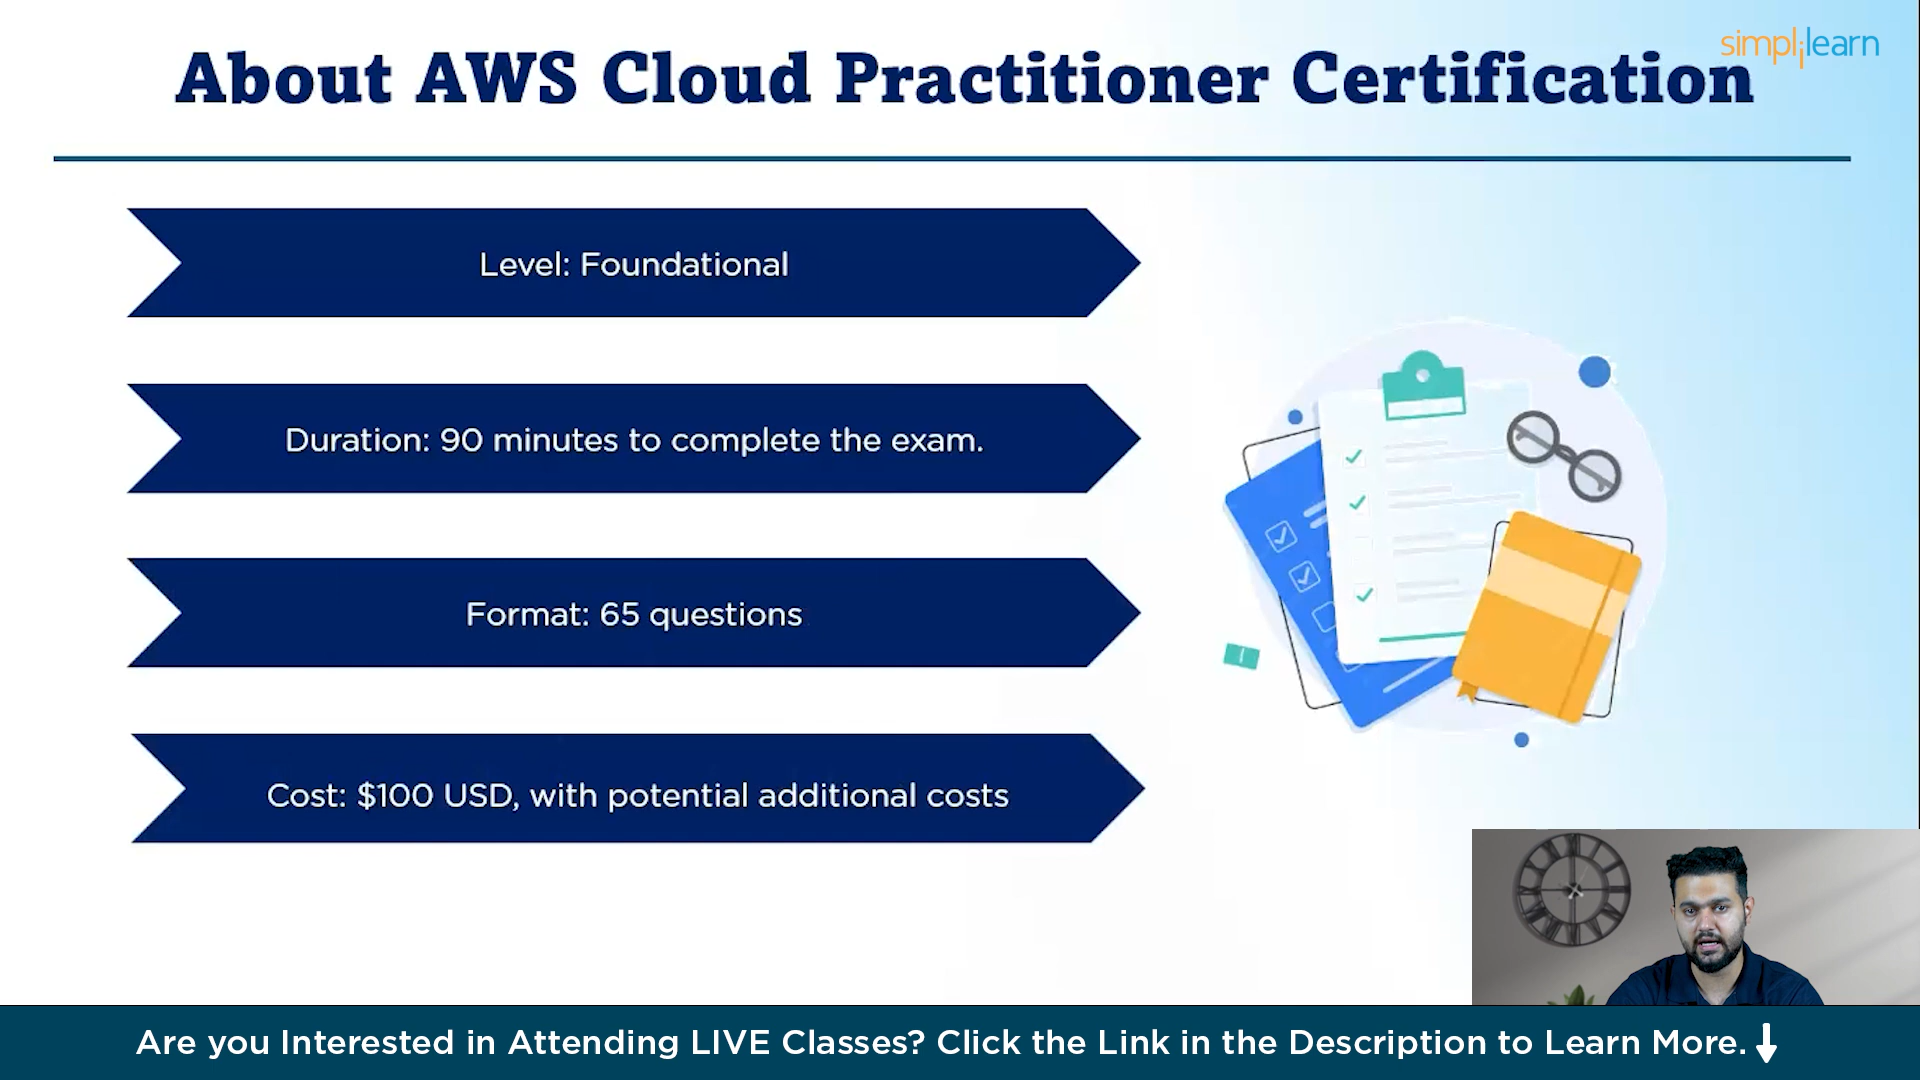 simplilearn
About AWS Cloud Practitioner Certification
Level: Foundational
Duration: 90 minutes to complete the exam.
Format: 65 questions
Cost: $100 USD, with potential additional costs
Are you Interested in Attending LIVE Classes? Click the Link in the Description to Learn More.